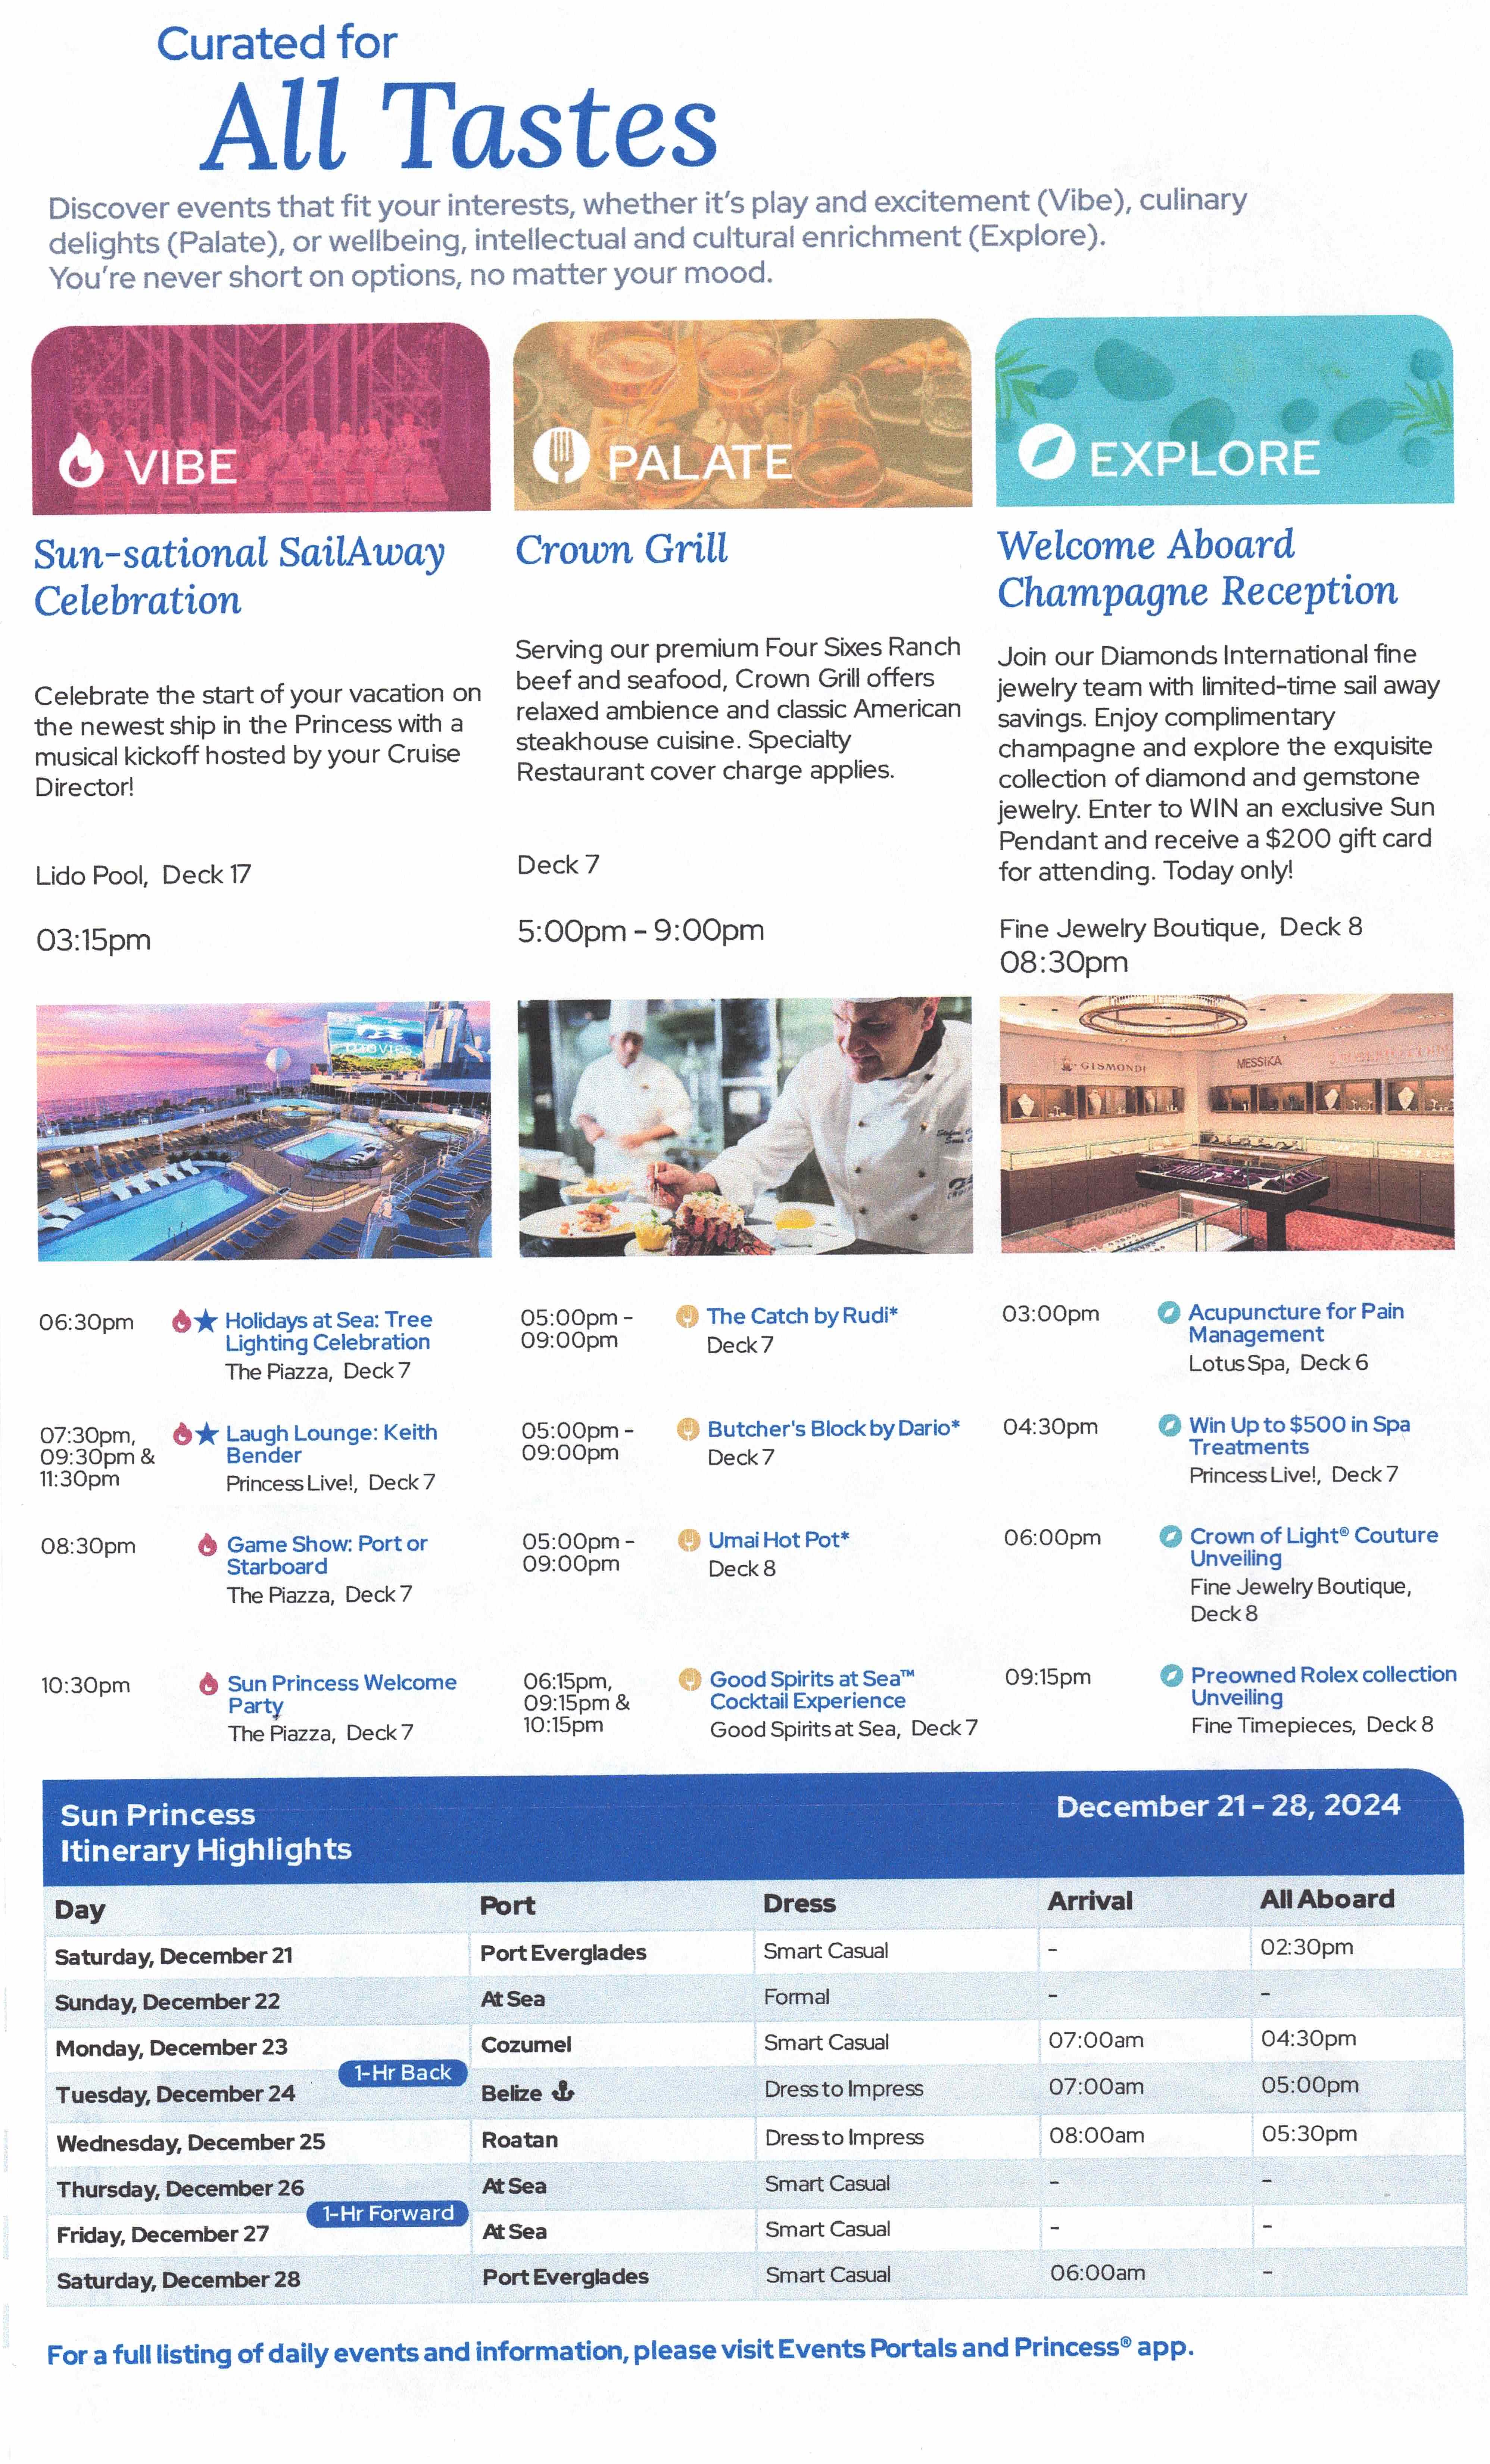 Curated for
All Tastes
Discover events that fit your interests, whether it's play and excitement (Vibe), culinary
delights (Palate), or wellbeing, intellectual and cultural enrichment (Explore).
You're never short on options, no matter your mood.
VIBE
Sun-sational SailAway
Celebration
Celebrate the start of your vacation on
the newest ship in the Princess with a
musical kickoff hosted by your Cruise
Director!
Lido Pool, Deck 17
03:15pm
PALATE
Crown Grill
Serving our premium Four Sixes Ranch
beef and seafood, Crown Grill offers
relaxed ambience and classic American
steakhouse cuisine. Specialty
Restaurant cover charge applies.
Deck 7
5:00pm - 9:00pm
EXPLORE
Welcome Aboard
Champagne Reception
Join our Diamonds International fine
jewelry team with limited-time sail away
savings. Enjoy complimentary
champagne and explore the exquisite
collection of diamond and gemstone
jewelry. Enter to WIN an exclusive Sun
Pendant and receive a $200 gift card
for attending. Today only!
Fine Jewelry Boutique, Deck 8
08:30pm
MOVIES
GISMONDI
MESSIKA
06:30pm
Holidays at Sea: Tree
Lighting Celebration
The Piazza, Deck 7
07:30pm,
09:30pm &
11:30pm
Laugh Lounge: Keith
Bender
Princess Live!, Deck 7
08:30pm
Game Show: Port or
Starboard
The Piazza, Deck 7
10:30pm
Sun Princess Welcome
Party
The Piazza, Deck 7
05:00pm -
09:00pm
The Catch by Rudi*
Deck 7
05:00pm -
09:00pm
Butcher's Block by Dario*
Deck 7
05:00pm -
09:00pm
Umai Hot Pot*
Deck 8
06:15pm,
09:15pm &
10:15pm
Good Spirits at Sea™
Cocktail Experience
Good Spirits at Sea, Deck 7
03:00pm
Acupuncture for Pain
Management
Lotus Spa, Deck 6
04:30pm
Win Up to $500 in Spa
Treatments
Princess Live!, Deck 7
06:00pm
Crown of Light® Couture
Unveiling
Fine Jewelry Boutique,
Deck 8
09:15pm
Preowned Rolex collection
Unveiling
Fine Timepieces, Deck 8
Sun Princess
Itinerary Highlights
December 21 - 28, 2024
Day Port Dress Arrival All Aboard
Saturday, December 21 Port Everglades Smart Casual - 02:30pm
Sunday, December 22 At Sea Formal - -
Monday, December 23 Cozumel Smart Casual 07:00am 04:30pm
1-Hr Back
Tuesday, December 24 Belize Dress to Impress 07:00am 05:00pm
Wednesday, December 25 Roatan Dress to Impress 08:00am 05:30pm
Thursday, December 26 At Sea Smart Casual - -
1-Hr Forward
Friday, December 27 At Sea Smart Casual - -
Saturday, December 28 Port Everglades Smart Casual 06:00am -
For a full listing of daily events and information, please visit Events Portals and Princess® app.